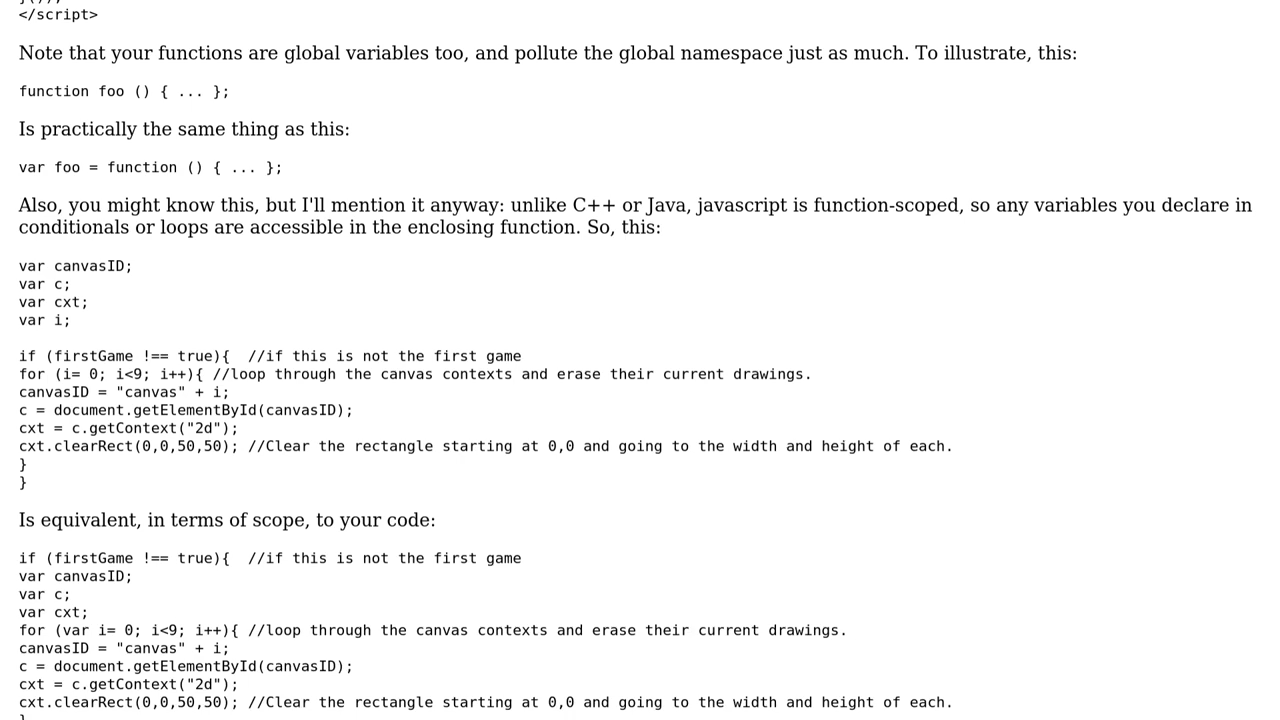 </script>
Note that your functions are global variables too, and pollute the global namespace just as much. To illustrate, this:
function foo () { ... };
Is practically the same thing as this:
var foo = function () { ... };
Also, you might know this, but I'll mention it anyway: unlike C++ or Java, javascript is function-scoped, so any variables you declare in
conditionals or loops are accessible in the enclosing function. So, this:
var canvasID;
var c;
var cxt;
var i;
if (firstGame !== true){  //if this is not the first game
for (i= 0; i<9; i++){ //loop through the canvas contexts and erase their current drawings.
canvasID = "canvas" + i;
c = document.getElementById(canvasID);
cxt = c.getContext("2d");
cxt.clearRect(0,0,50,50); //Clear the rectangle starting at 0,0 and going to the width and height of each.
}
}
Is equivalent, in terms of scope, to your code:
if (firstGame !== true){  //if this is not the first game
var canvasID;
var c;
var cxt;
for (var i= 0; i<9; i++){ //loop through the canvas contexts and erase their current drawings.
canvasID = "canvas" + i;
c = document.getElementById(canvasID);
cxt = c.getContext("2d");
cxt.clearRect(0,0,50,50); //Clear the rectangle starting at 0,0 and going to the width and height of each.